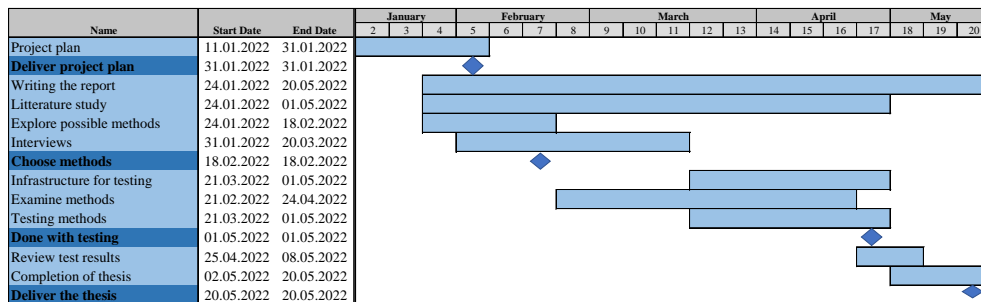 January February March April May
Name Start Date End Date 2 3 4 5 6 7 8 9 10 11 12 13 14 15 16 17 18 19 20
Project plan 11.01.2022 31.01.2022
Deliver project plan 31.01.2022 31.01.2022
Writing the report 24.01.2022 20.05.2022
Litterature study 24.01.2022 01.05.2022
Explore possible methods 24.01.2022 18.02.2022
Interviews 31.01.2022 20.03.2022
Choose methods 18.02.2022 18.02.2022
Infrastructure for testing 21.03.2022 01.05.2022
Examine methods 21.02.2022 24.04.2022
Testing methods 21.03.2022 01.05.2022
Done with testing 01.05.2022 01.05.2022
Review test results 25.04.2022 08.05.2022
Completion of thesis 02.05.2022 20.05.2022
Deliver the thesis 20.05.2022 20.05.2022